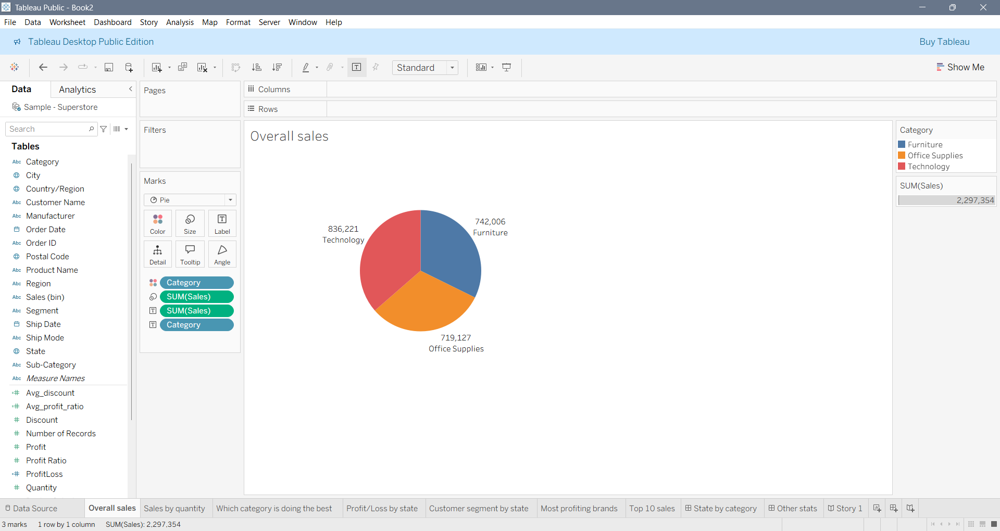 Tableau Public - Book2
File Data Worksheet Dashboard Story Analysis Map Format Server Window Help
Tableau Desktop Public Edition
Buy Tableau
Standard
Show Me
Data
Analytics
Sample - Superstore
Search
Tables
Abc Category
City
Country/Region
Abc Customer Name
Abc Manufacturer
Order Date
Abc Order ID
Postal Code
Abc Product Name
Abc Region
Abc Sales (bin)
Abc Segment
Ship Date
Abc Ship Mode
State
Abc Sub-Category
Abc Measure Names
=# Avg_discount
=# Avg_profit_ratio
# Discount
# Number of Records
# Profit
# Profit Ratio
=# ProfitLoss
# Quantity
Pages
Filters
Marks
Pie
Color
Size
Label
Detail
Tooltip
Angle
Category
SUM(Sales)
SUM(Sales)
Category
Columns
Rows
Overall sales
836,221
Technology
742,006
Furniture
719,127
Office Supplies
Category
Furniture
Office Supplies
Technology
SUM(Sales)
2,297,354
Data Source
Overall sales
Sales by quantity
Which category is doing the best
Profit/Loss by state
Customer segment by state
Most profiting brands
Top 10 sales
State by category
Other stats
Story 1
3 marks
1 row by 1 column
SUM(Sales): 2,297,354